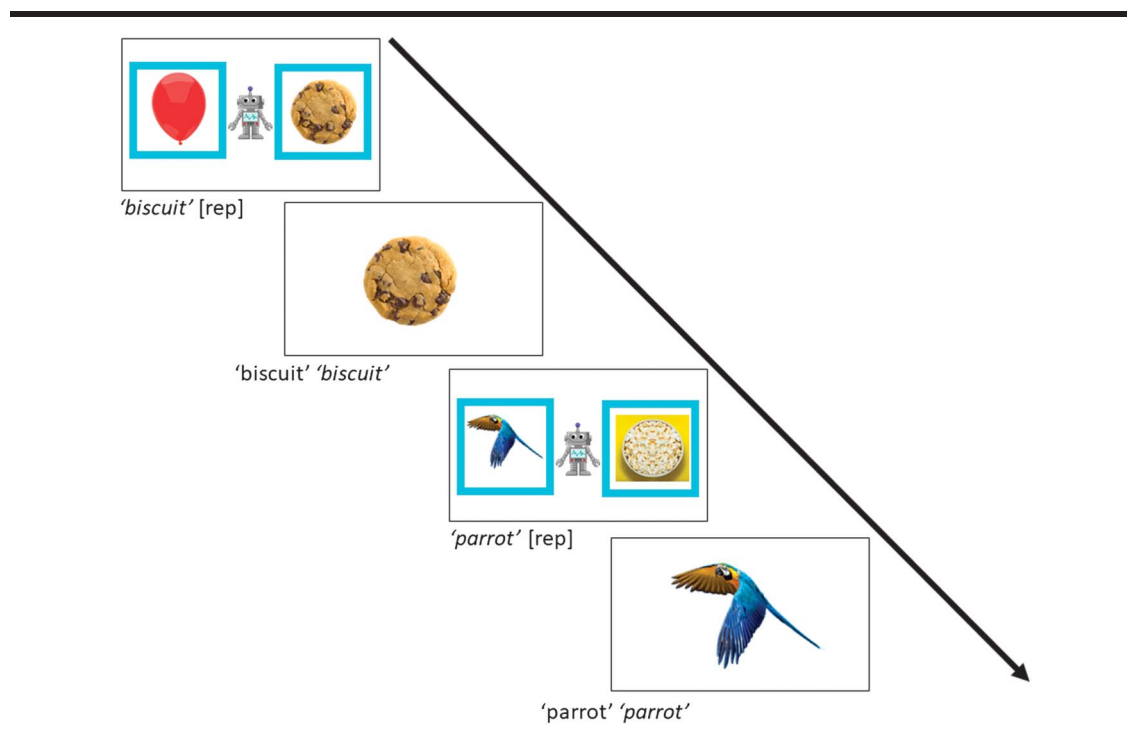 ‘biscuit’ [rep]
‘biscuit’ ‘biscuit’
‘parrot’ [rep]
‘parrot’ ‘parrot’